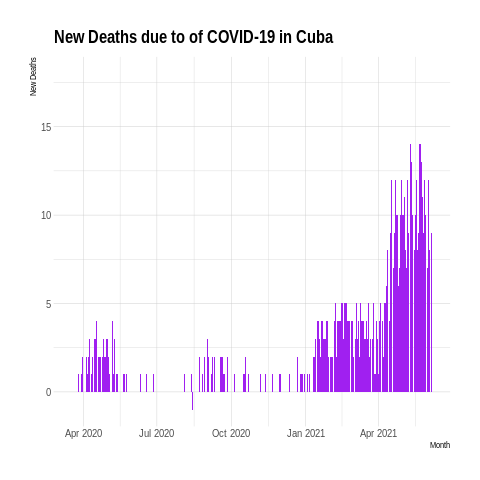 New Deaths due to of COVID-19 in Cuba
New Deaths
15
10
5
0
Apr 2020 Jul 2020 Oct 2020 Jan 2021 Apr 2021
Month